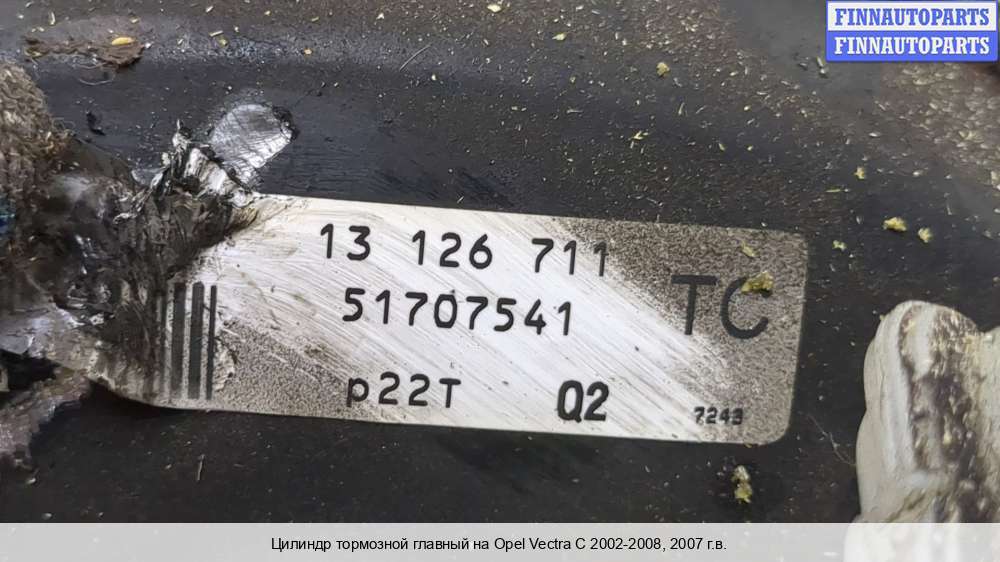 FINNAUTOPARTS
FINNAUTOPARTS
13 126 711
51707541
TC
p22T Q2 7243
Цилиндр тормозной главный на Opel Vectra C 2002-2008, 2007 г.в.